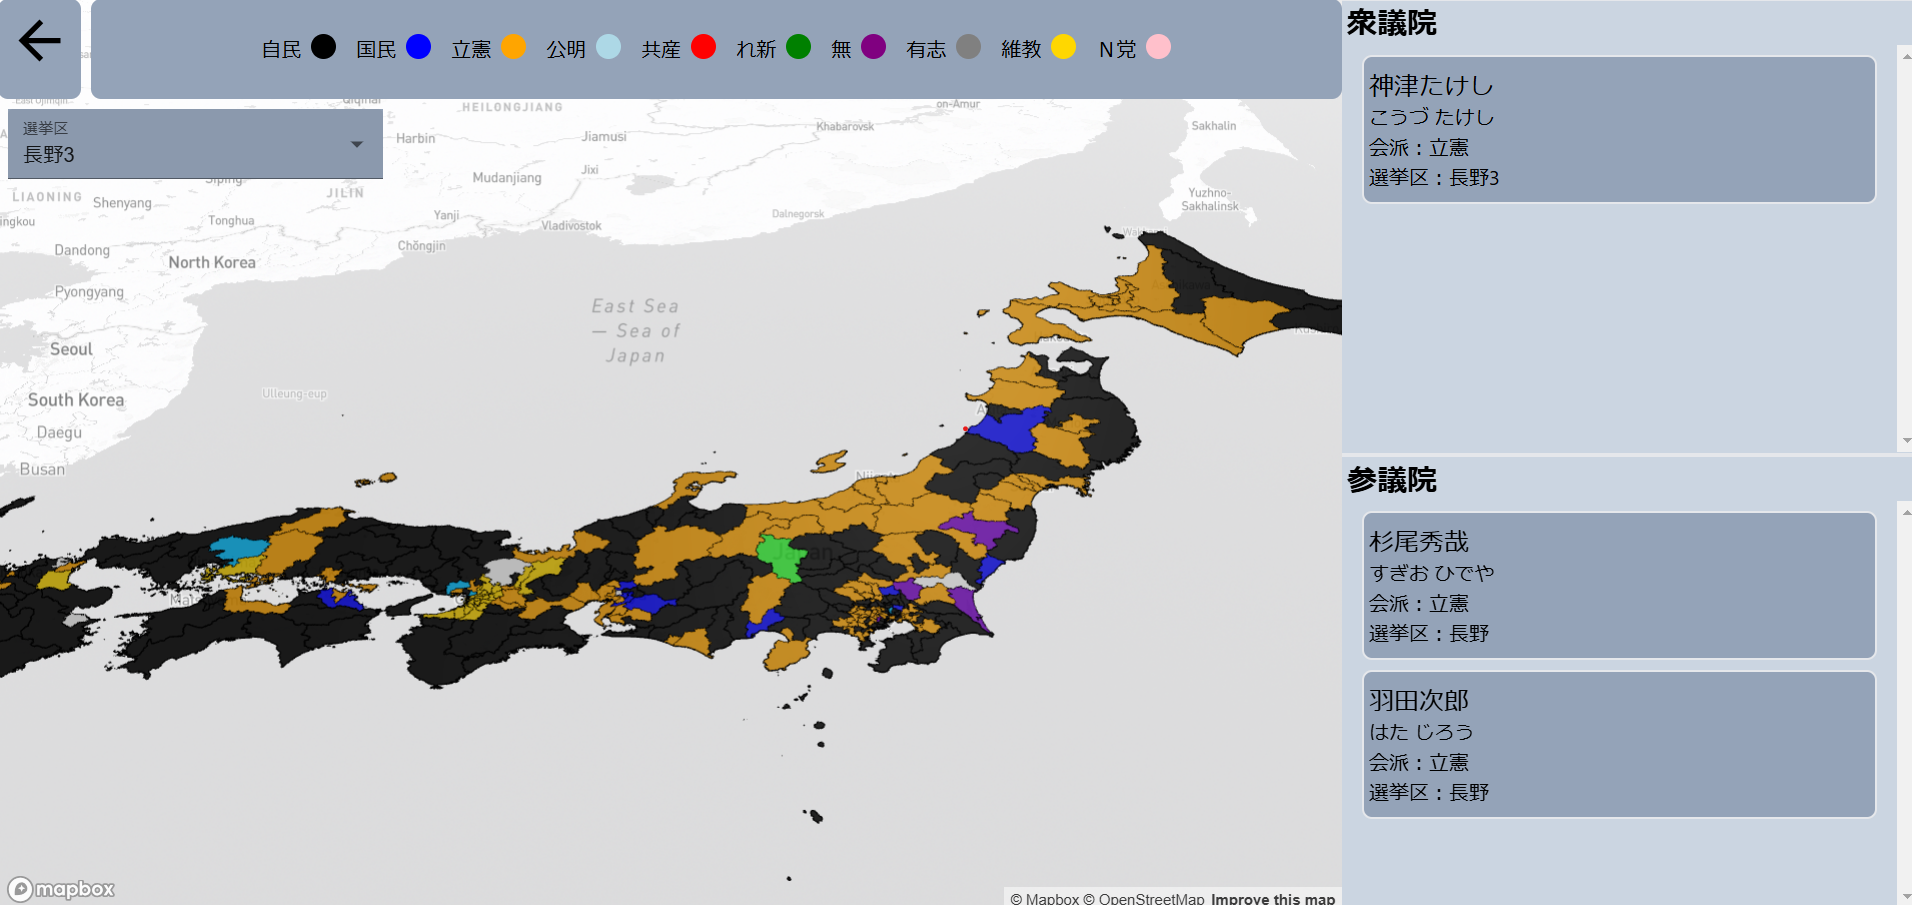 自民 国民 立憲 公明 共産 れ新 無 有志 維教 N党
選挙区
長野3
HEILONGJIANG
on-Amur
Harbin
Jiamusi
Khabarovsk
Sakhalin
Jixi
Mudanjiang
JILIN
LIAONING
Shenyang
Yuzhno-
Sakhalinsk
Tonghua
Yanji
Vladivostok
Dalnegorsk
Dandong
Chŏngjin
North Korea
Pyongyang
East Sea
— Sea of
Japan
Seoul
Ulleung-eup
South Korea
Daegu
Busan
Japan
mapbox
© Mapbox © OpenStreetMap Improve this map
衆議院
神津たけし
こうづ たけし
会派：立憲
選挙区：長野3
参議院
杉尾秀哉
すぎお ひでや
会派：立憲
選挙区：長野
羽田次郎
はた じろう
会派：立憲
選挙区：長野